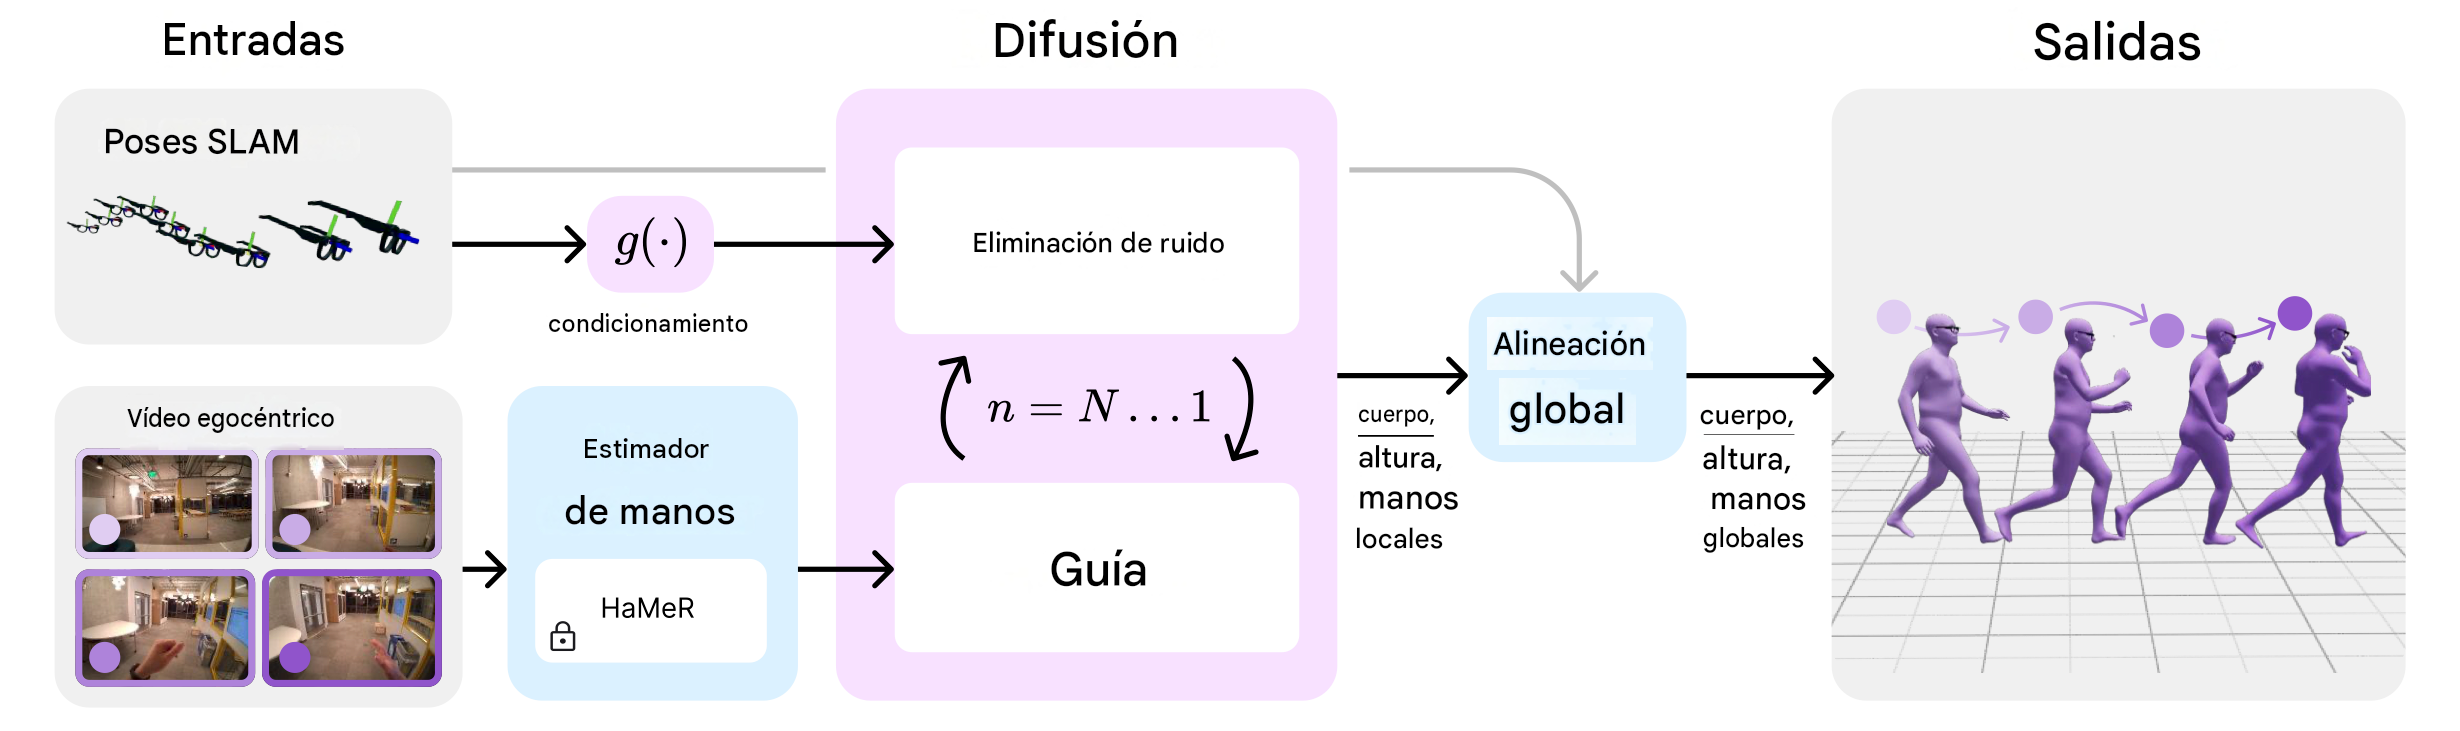 Entradas
Difusión
Salidas
Poses SLAM
g(·)
condicionamiento
Eliminación de ruido
n = N ... 1
Guía
Vídeo egocéntrico
Estimador
de manos
HaMeR
cuerpo,
altura,
manos
locales
Alineación
global
cuerpo,
altura,
manos
globales